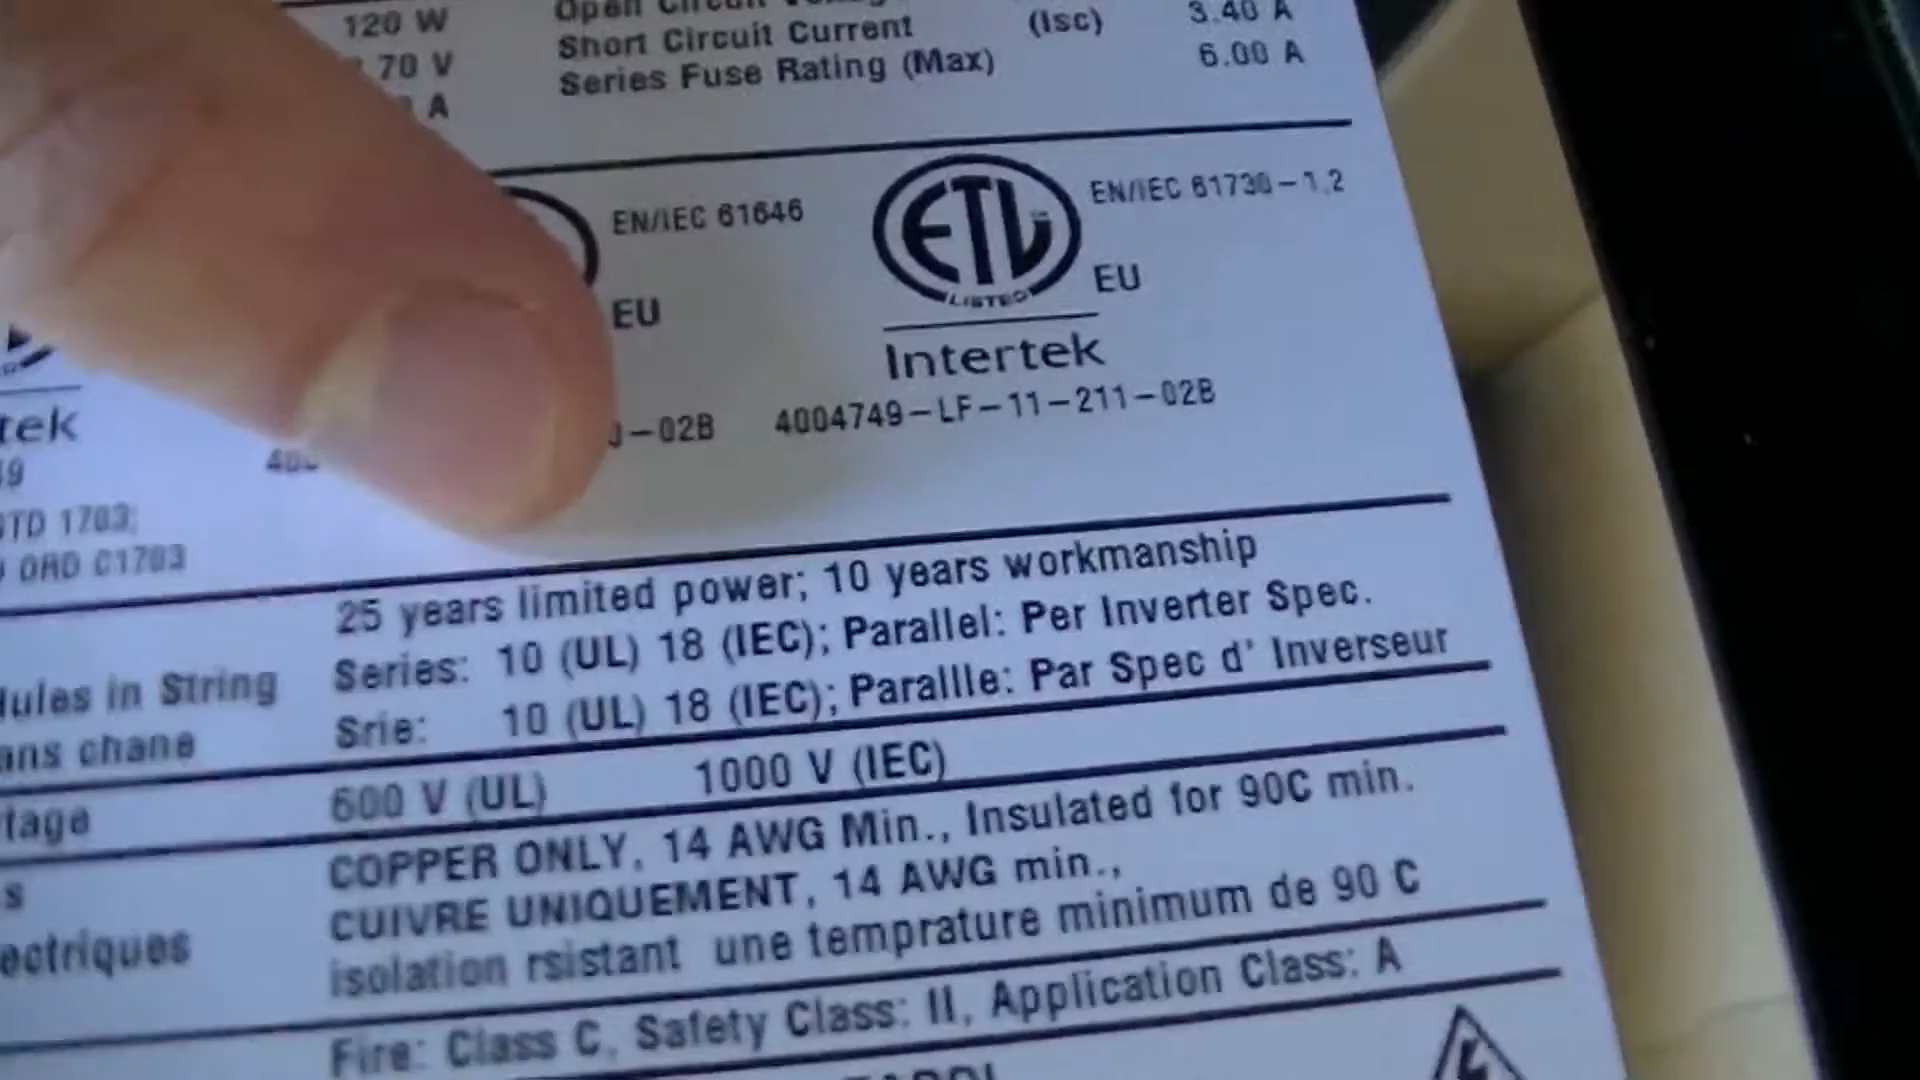 120 W
70 V
A
Open Circuit
Short Circuit Current (Isc) 3.40 A
Series Fuse Rating (Max) 6.00 A
EN/IEC 61646
EU
ETL
LISTED
EN/IEC 61730-1,2
EU
Intertek
tek
-02B 4004749-LF-11-211-02B
STD 1703;
ORD C1703
25 years limited power; 10 years workmanship
dules in String Series: 10 (UL) 18 (IEC); Parallel: Per Inverter Spec.
ans chane Srie: 10 (UL) 18 (IEC); Parallle: Par Spec d' Inverseur
tage 600 V (UL) 1000 V (IEC)
s COPPER ONLY, 14 AWG Min., Insulated for 90C min.
ectriques CUIVRE UNIQUEMENT, 14 AWG min.,
isolation rsistant une temprature minimum de 90 C
Fire: Class C, Safety Class: II, Application Class: A